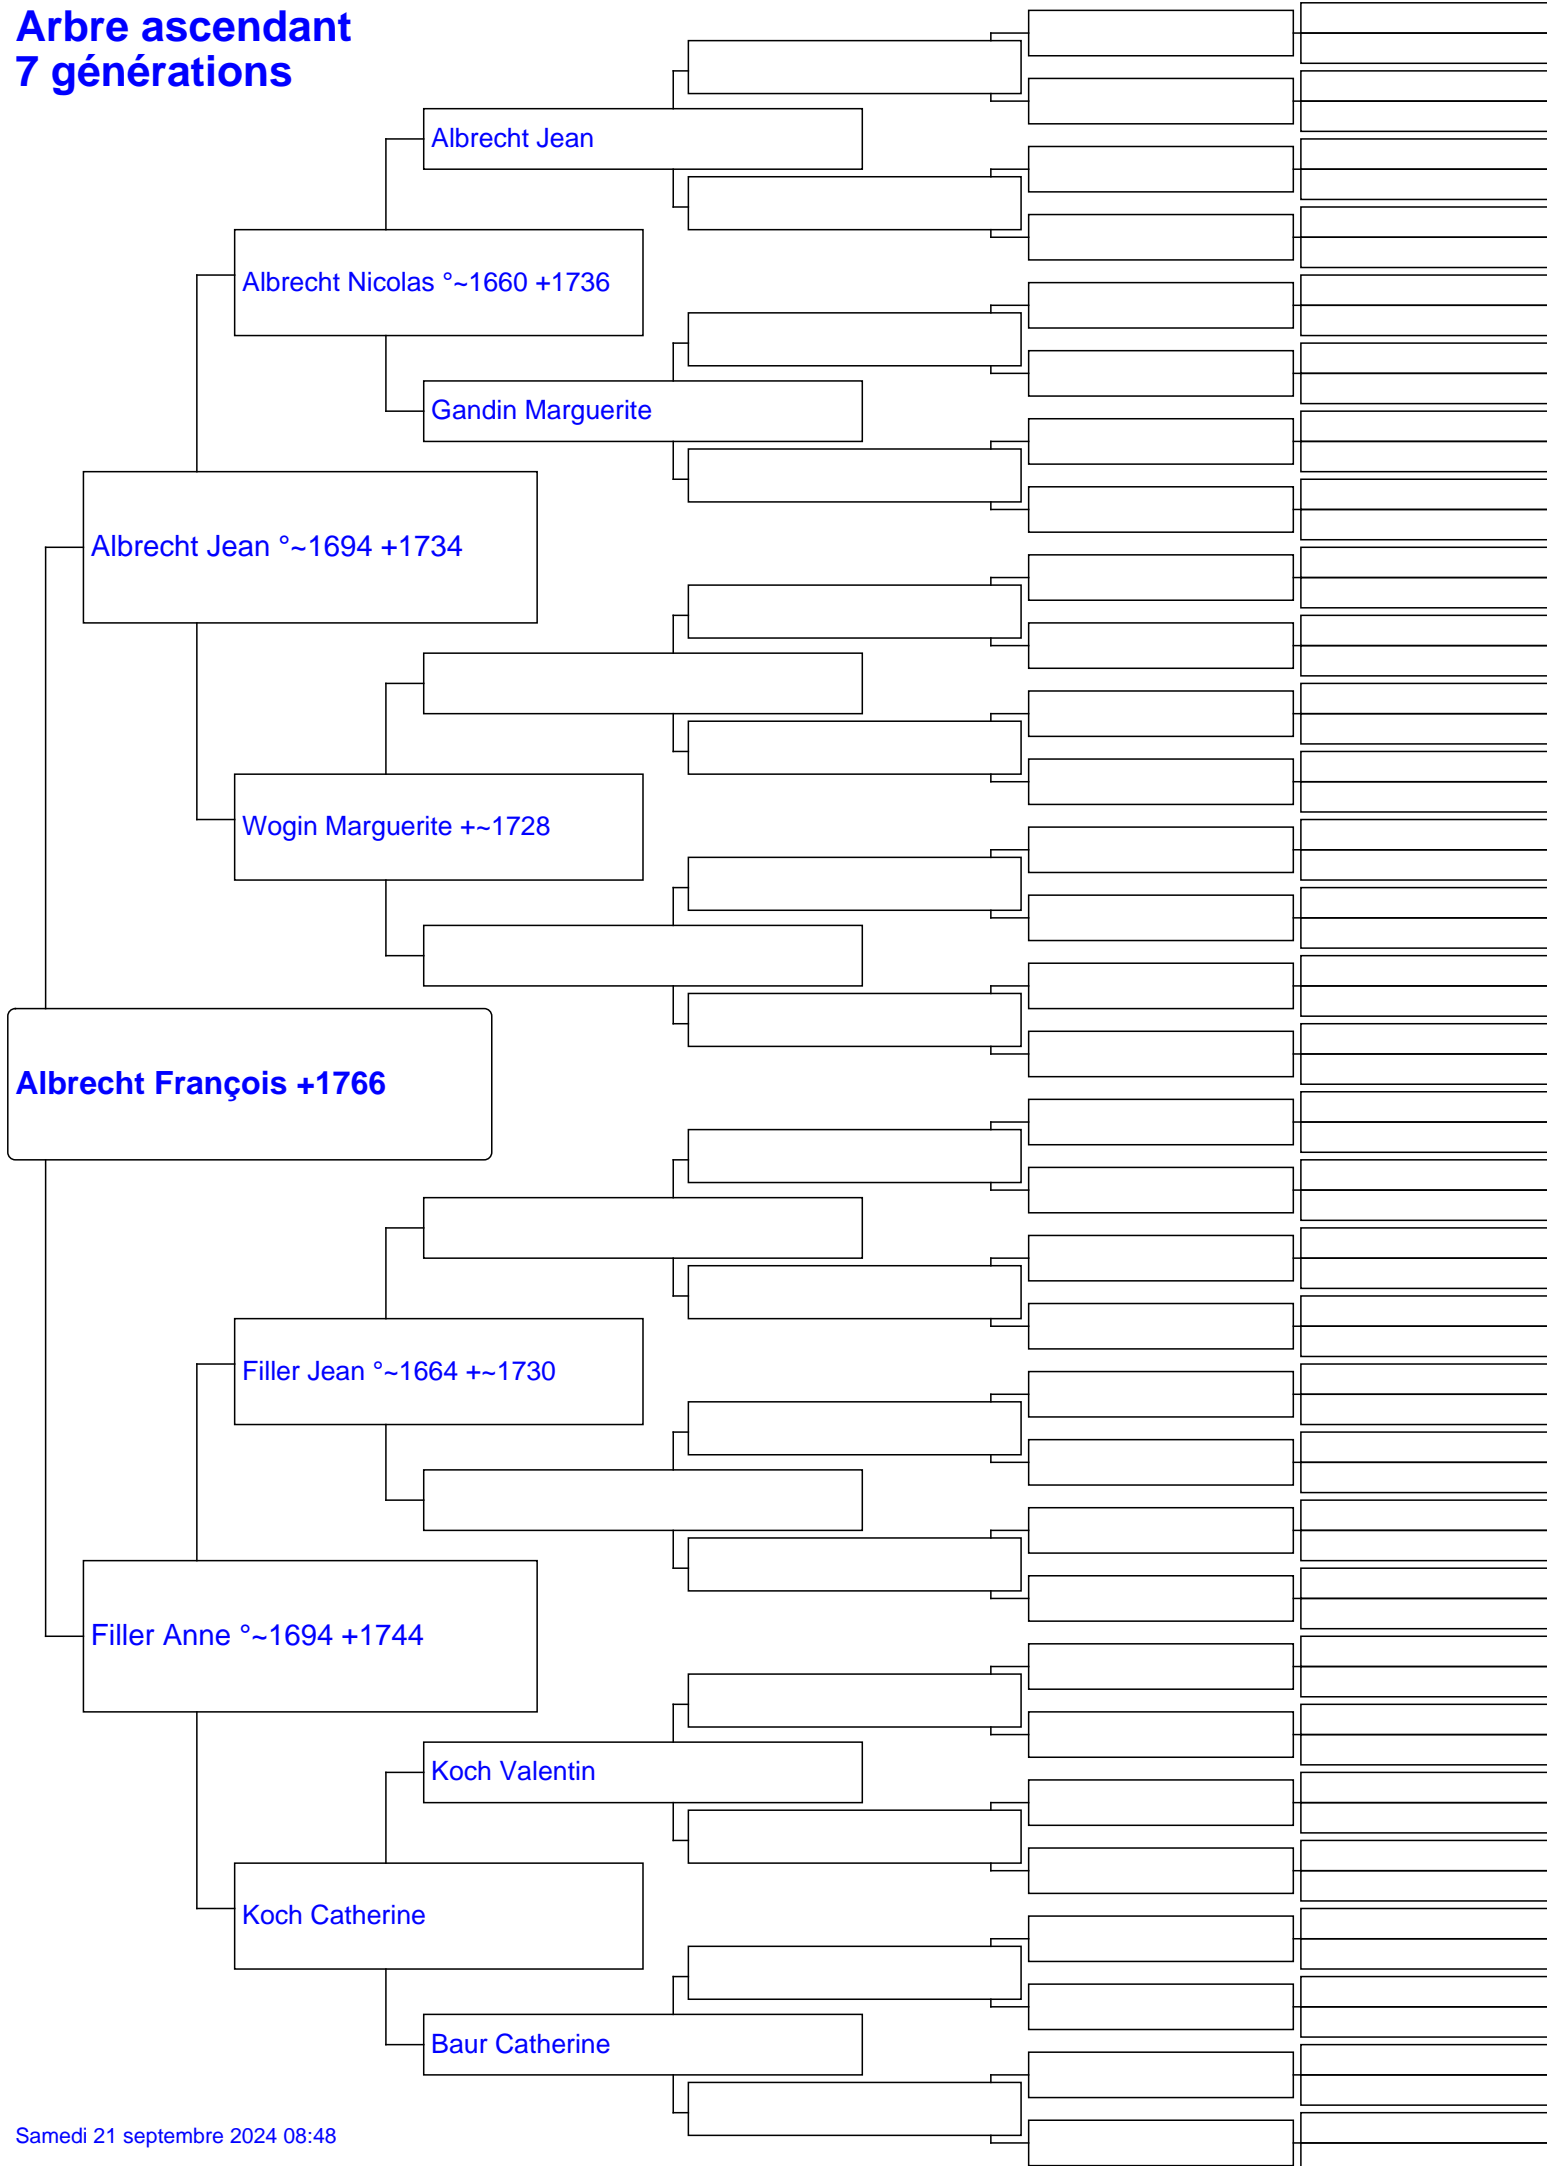 Arbre ascendant
7 générations
Albrecht Jean
Albrecht Nicolas °~1660 +1736
Gandin Marguerite
Albrecht Jean °~1694 +1734
Wogin Marguerite +~1728
Albrecht François +1766
Filler Jean °~1664 +~1730
Filler Anne °~1694 +1744
Koch Valentin
Koch Catherine
Baur Catherine
Samedi 21 septembre 2024 08:48